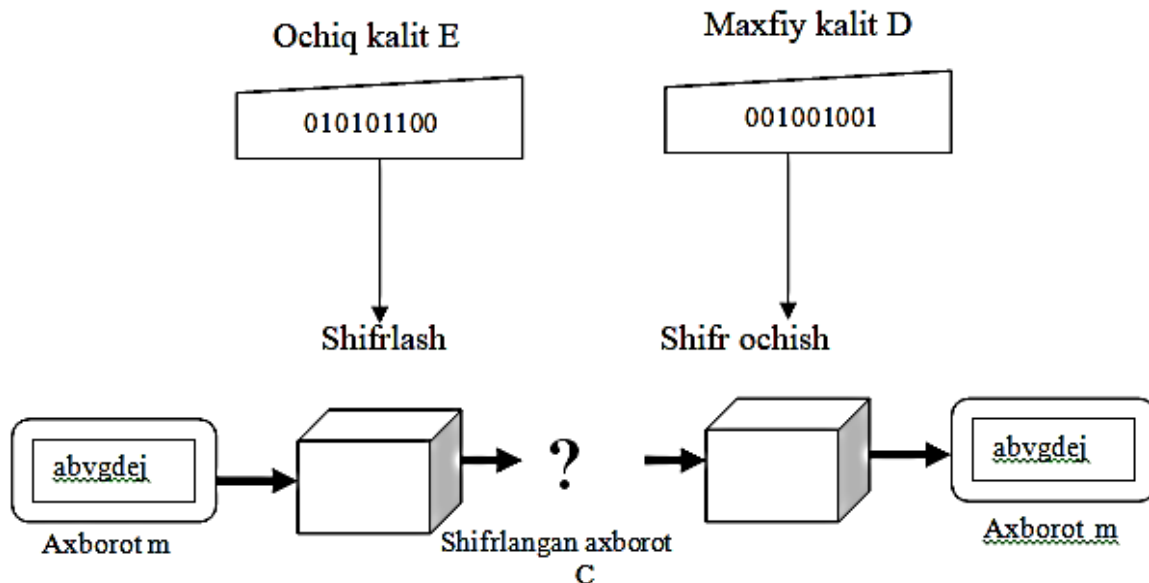 Ochiq kalit E
Maxfiy kalit D
010101100
001001001
Shifrlash
Shifr ochish
abvgdej
?
abvgdej
Axborot m
Shifrlangan axborot
C
Axborot m